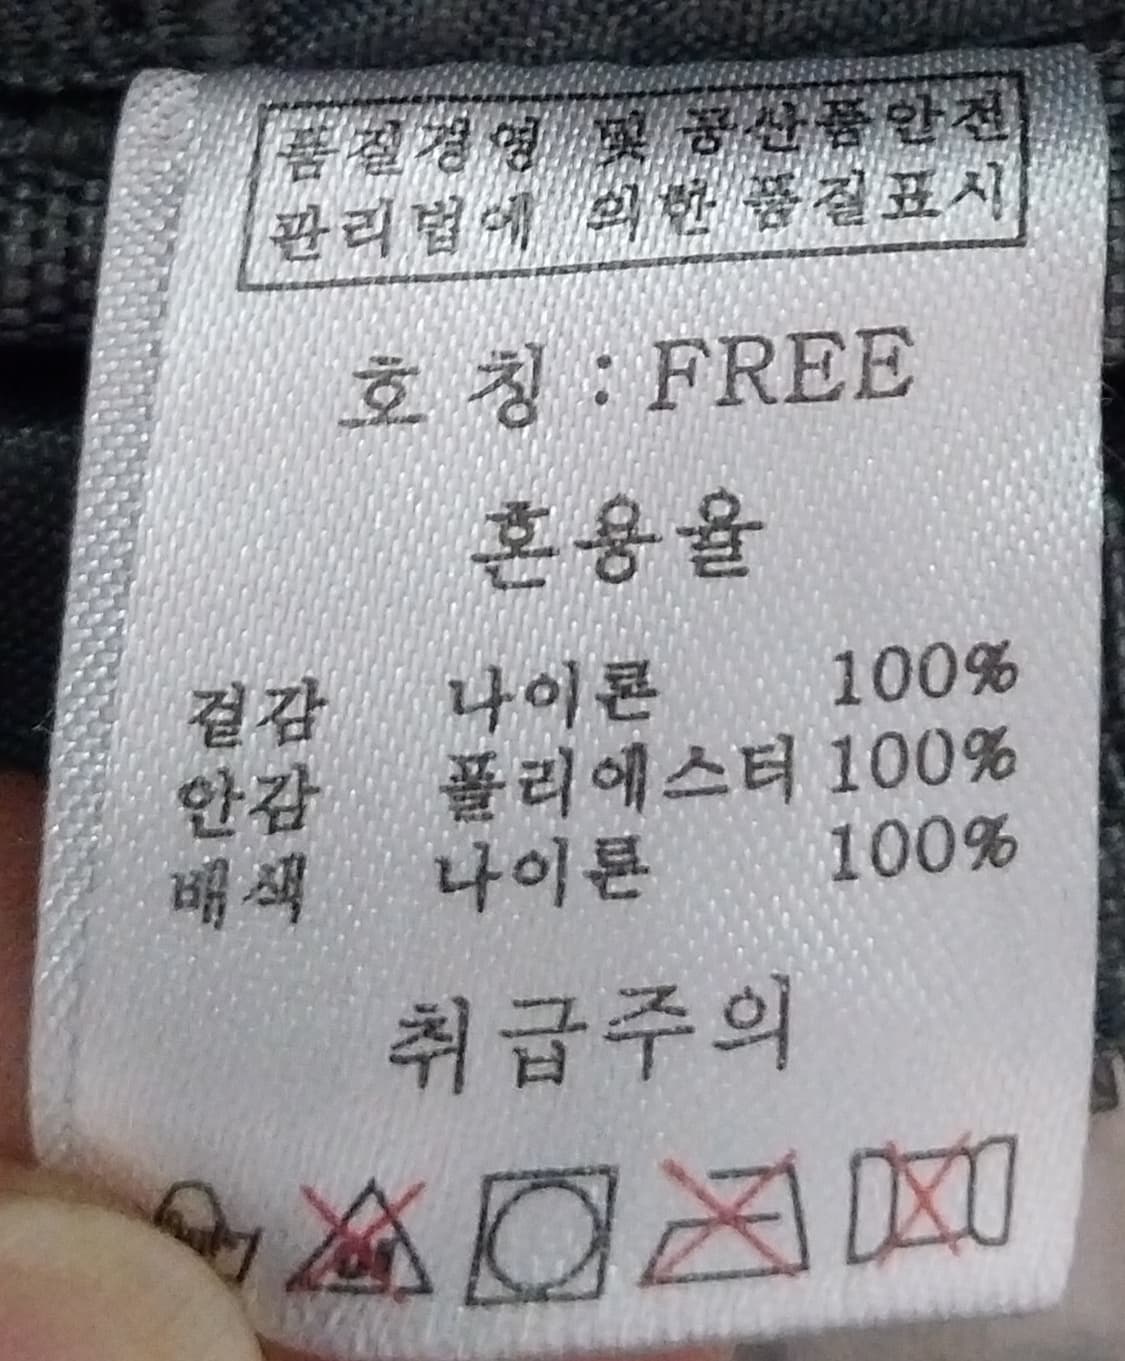 품질경영 및 공산품안전
관리법에 의한 품질표시
호 칭 : FREE
혼용율
겉감 나이론 100%
안감 폴리에스터 100%
배색 나이론 100%
취급주의